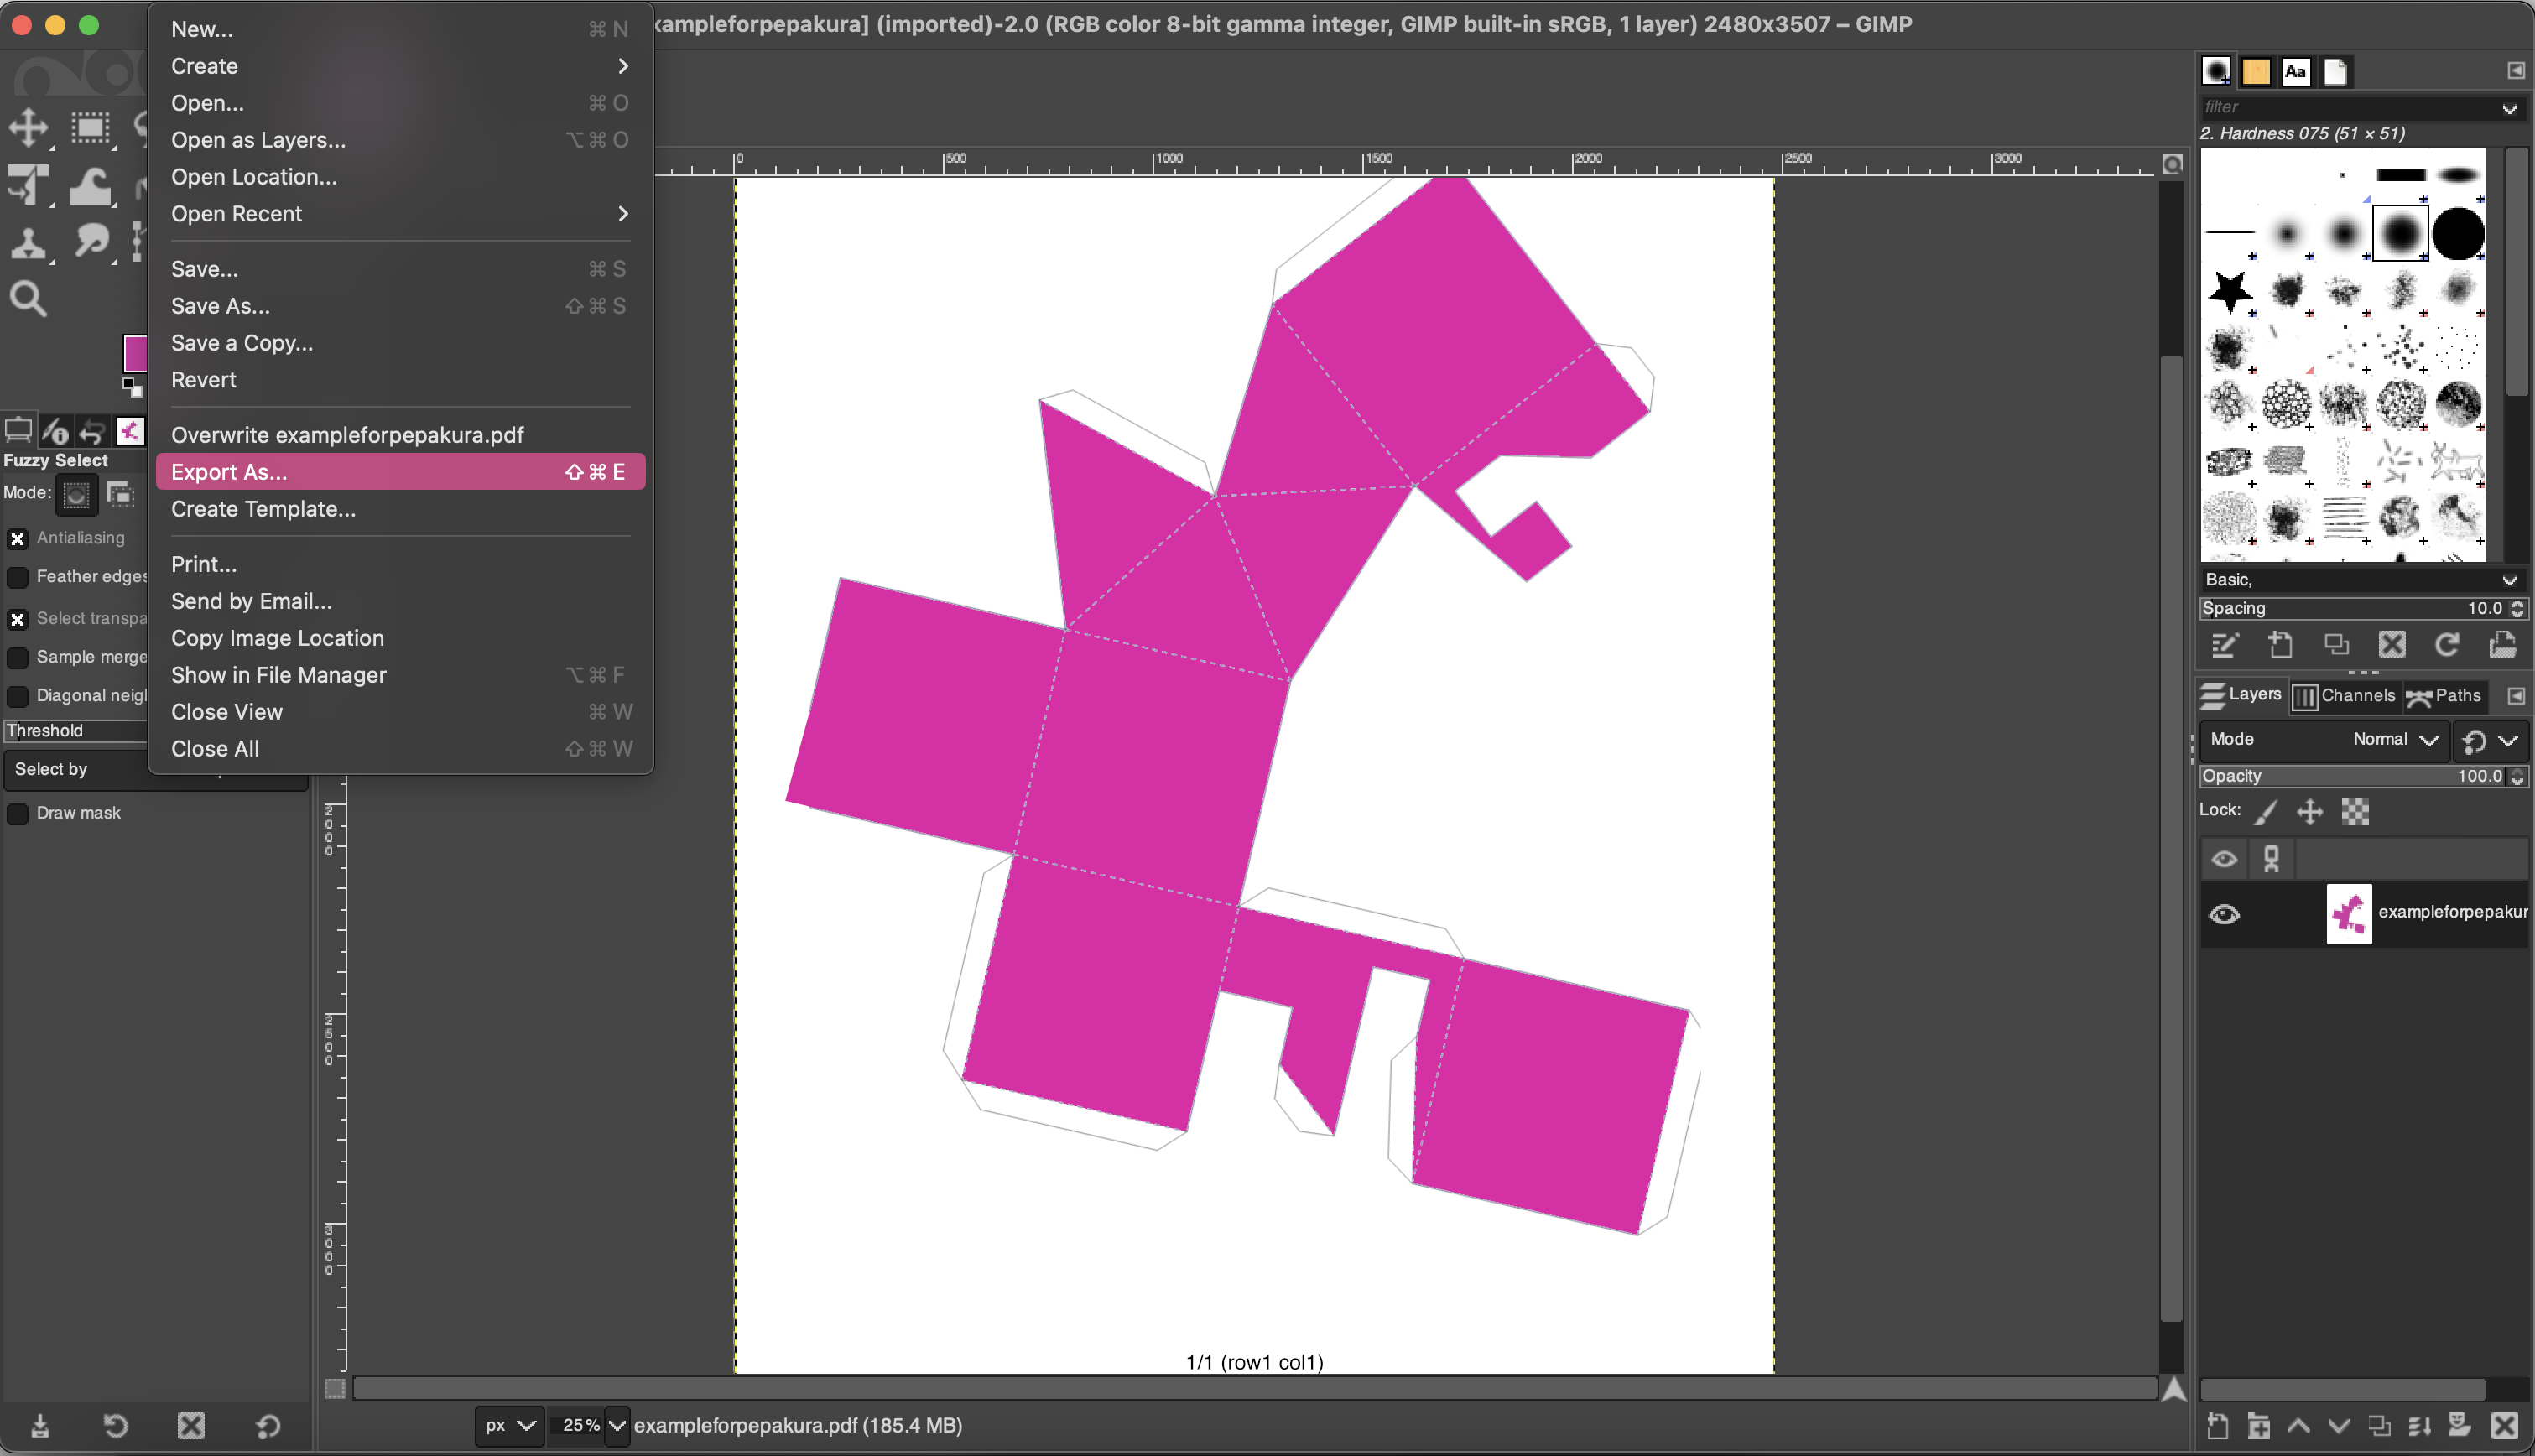 xampleforpepakura] (imported)-2.0 (RGB color 8-bit gamma integer, GIMP built-in sRGB, 1 layer) 2480x3507 – GIMP
New... ⌘ N
Create
Open... ⌘ O
Open as Layers... ⌥⌘ O
Open Location...
Open Recent
Save... ⌘ S
Save As... ⇧⌘ S
Save a Copy...
Revert
Overwrite exampleforpepakura.pdf
Export As... ⇧⌘ E
Create Template...
Print...
Send by Email...
Copy Image Location
Show in File Manager ⌥⌘ F
Close View ⌘ W
Close All ⇧⌘ W
Fuzzy Select
Mode:
Antialiasing
Feather edges
Select transpa
Sample merge
Diagonal neigh
Threshold
Select by
Draw mask
0 500 1000 1500 2000 2500 3000
2000
2500
3000
1/1 (row1 col1)
px 25% exampleforpepakura.pdf (185.4 MB)
Aa
filter
2. Hardness 075 (51 × 51)
Basic,
Spacing 10.0
Layers Channels Paths
Mode Normal
Opacity 100.0
Lock:
exampleforpepakur